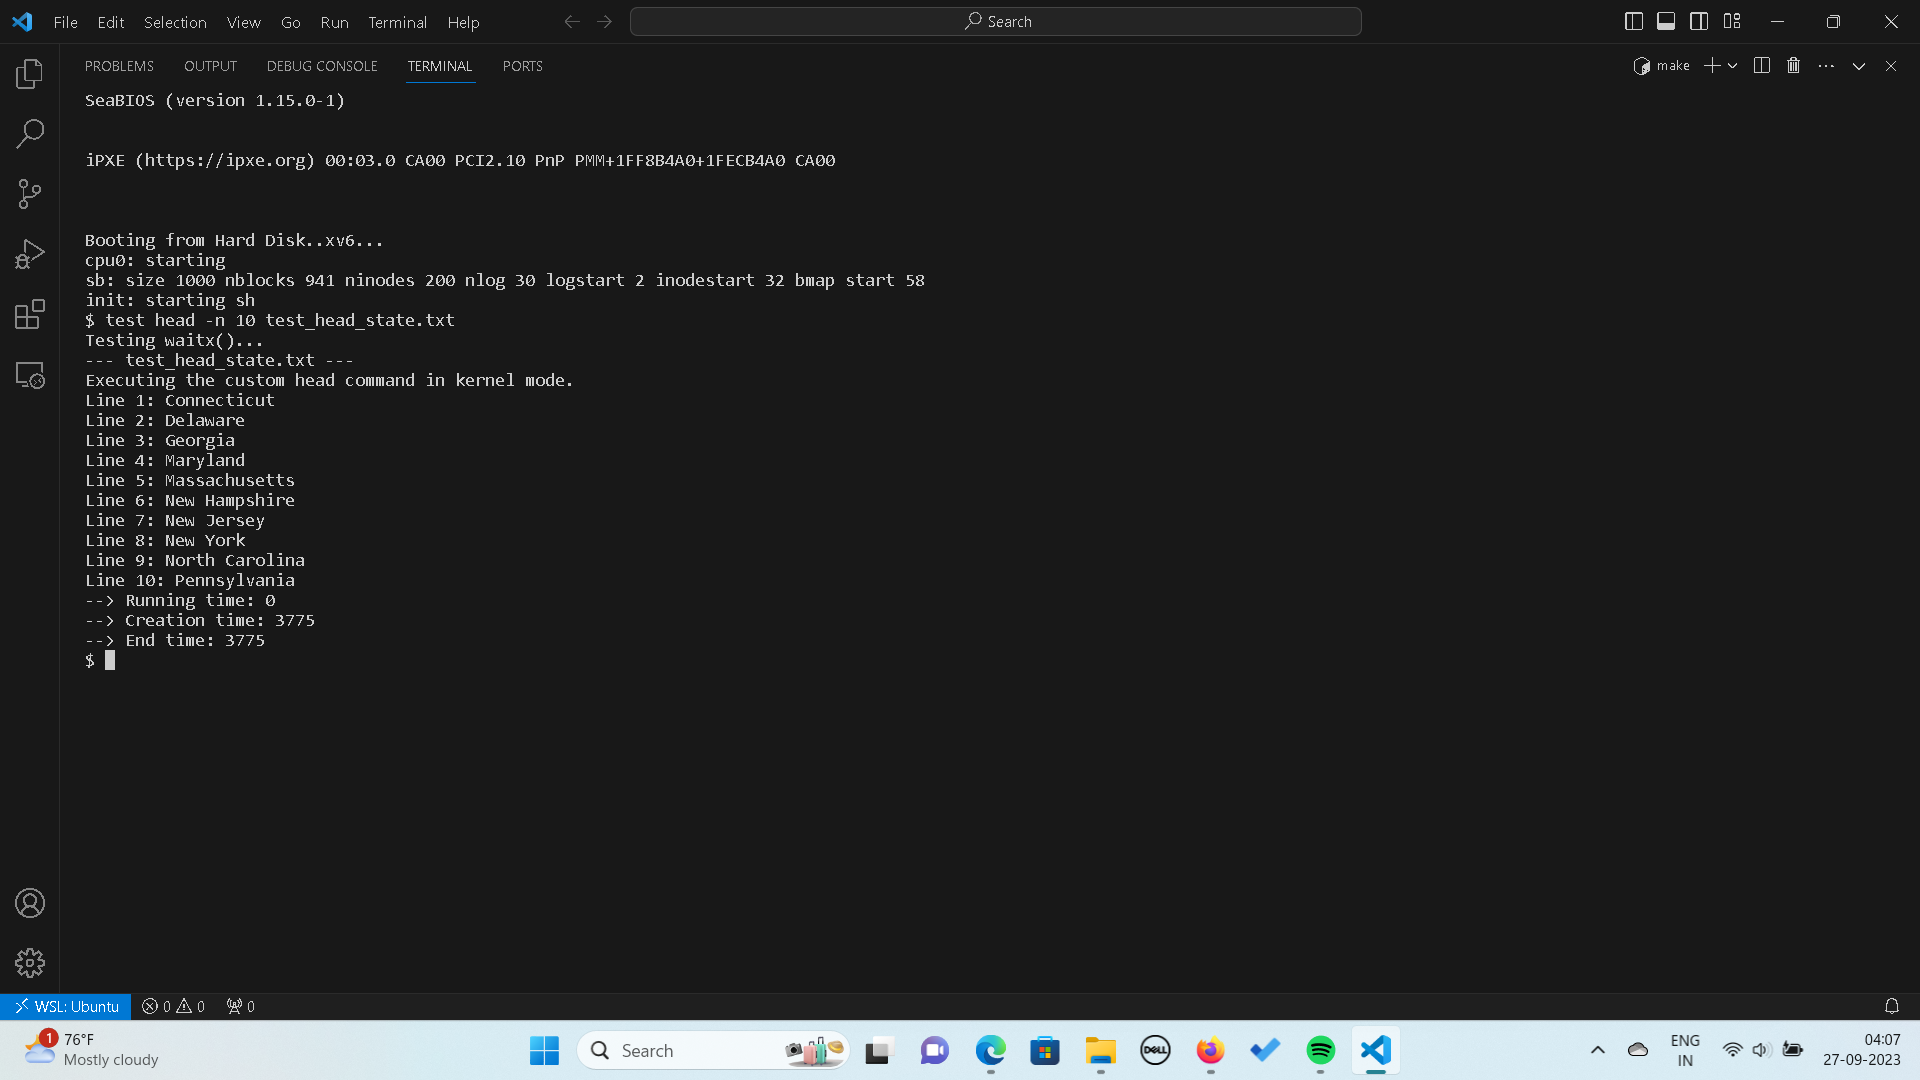 File Edit Selection View Go Run Terminal Help
Search
PROBLEMS OUTPUT DEBUG CONSOLE TERMINAL PORTS
make
SeaBIOS (version 1.15.0-1)
iPXE (https://ipxe.org) 00:03.0 CA00 PCI2.10 PnP PMM+1FF8B4A0+1FECB4A0 CA00
Booting from Hard Disk..xv6...
cpu0: starting
sb: size 1000 nblocks 941 ninodes 200 nlog 30 logstart 2 inodestart 32 bmap start 58
init: starting sh
$ test head -n 10 test_head_state.txt
Testing waitx()...
--- test_head_state.txt ---
Executing the custom head command in kernel mode.
Line 1: Connecticut
Line 2: Delaware
Line 3: Georgia
Line 4: Maryland
Line 5: Massachusetts
Line 6: New Hampshire
Line 7: New Jersey
Line 8: New York
Line 9: North Carolina
Line 10: Pennsylvania
--> Running time: 0
--> Creation time: 3775
--> End time: 3775
$
WSL: Ubuntu 0 0 0
1
76°F
Mostly cloudy
Search
DELL
ENG
IN
04:07
27-09-2023